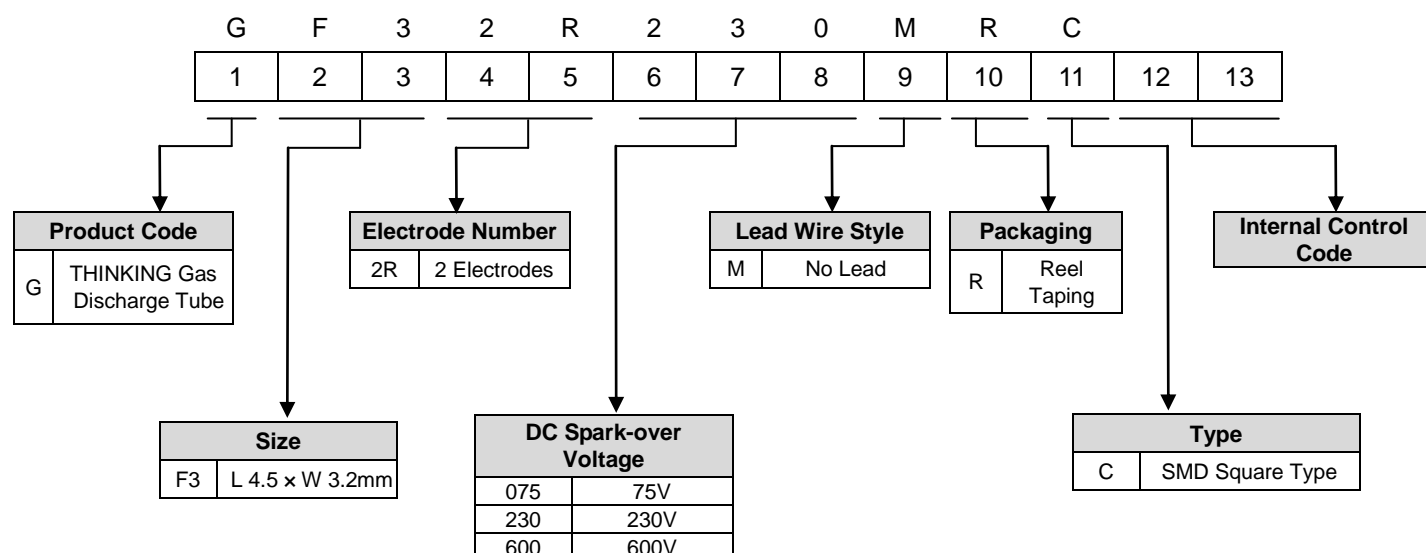 G F 3 2 R 2 3 0 M R C
1 2 3 4 5 6 7 8 9 10 11 12 13
Product Code
G THINKING Gas
Discharge Tube
Electrode Number
2R 2 Electrodes
Lead Wire Style
M No Lead
Packaging
R Reel
Taping
Internal Control
Code
Size
F3 L 4.5 × W 3.2mm
DC Spark-over
Voltage
075 75V
230 230V
600 600V
Type
C SMD Square Type